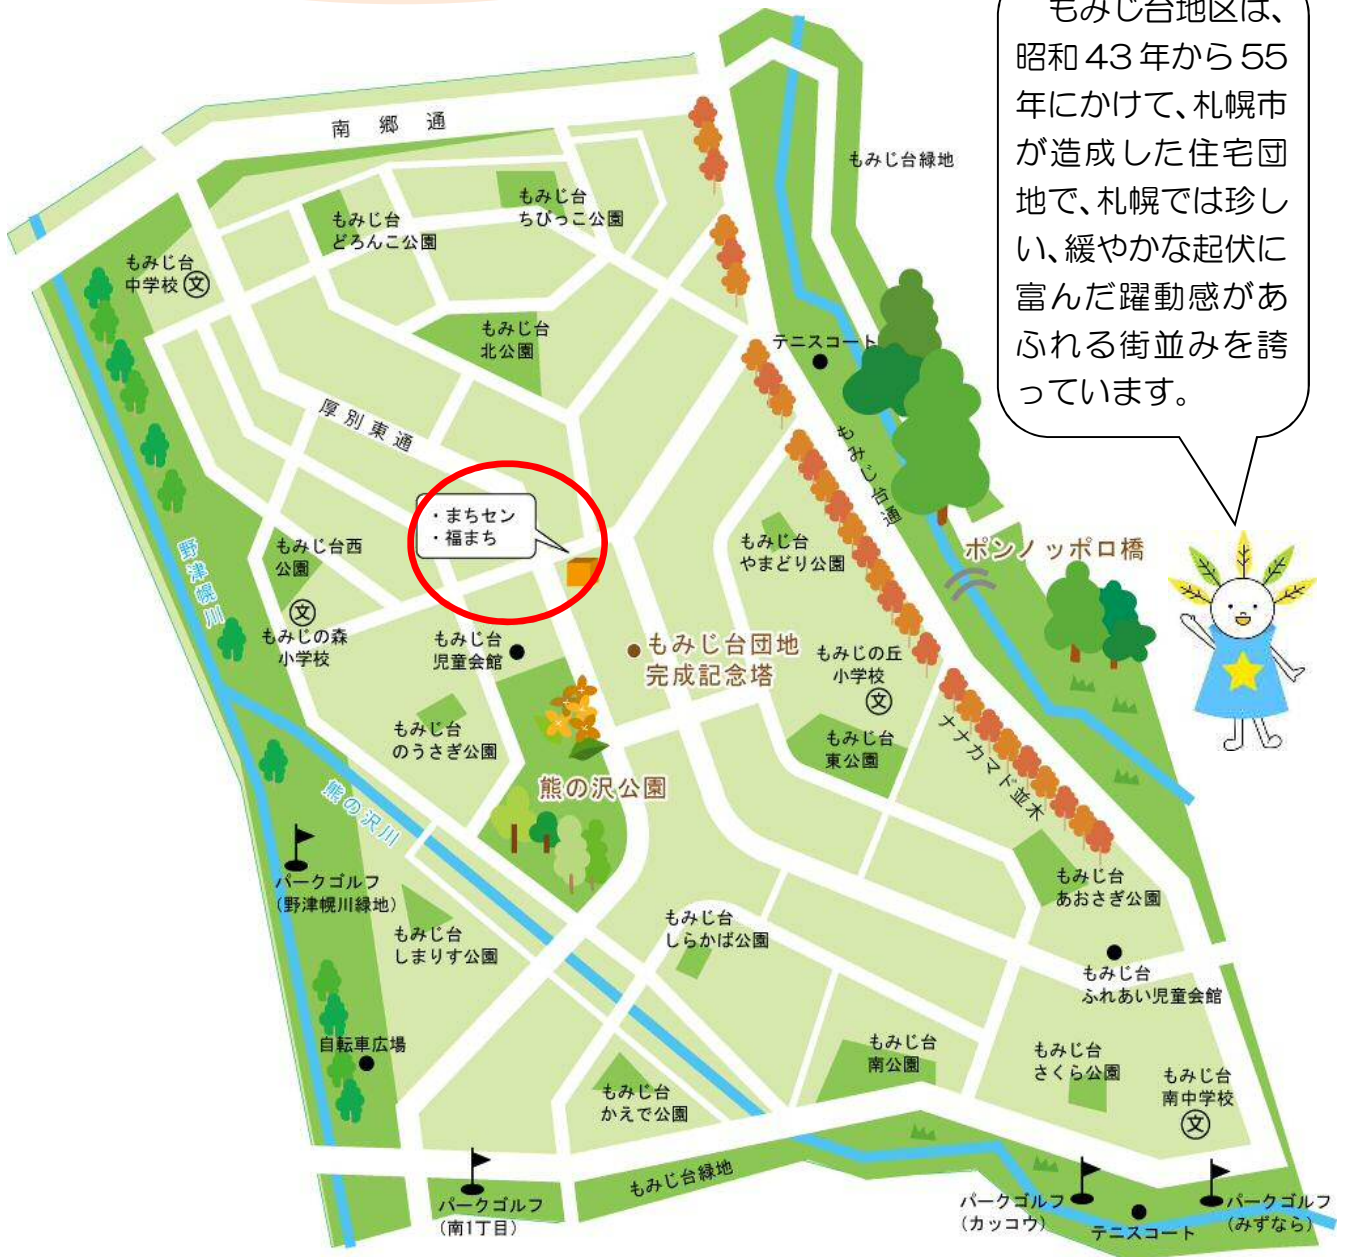 もみじ台地区は、
昭和43年から55
年にかけて、札幌市
が造成した住宅団
地で、札幌では珍し
い、緩やかな起伏に
富んだ躍動感があ
ふれる街並みを誇
っています。
南郷通
もみじ台緑地
もみじ台
ちびっこ公園
もみじ台
どろんこ公園
もみじ台
中学校
文
もみじ台
北公園
テニスコート
厚別東通
もみじ台通
・まちセン
・福まち
もみじ台
やまどり公園
ポンノッポロ橋
野津幌川
もみじ台西
公園
文
もみじの森
小学校
もみじ台
児童会館
もみじ台団地
完成記念塔
もみじの丘
小学校
文
もみじ台
のうさぎ公園
もみじ台
東公園
ナナカマド並木
熊の沢公園
熊の沢川
パークゴルフ
(野津幌川緑地)
もみじ台
あおさぎ公園
もみじ台
しまりす公園
もみじ台
しらかば公園
もみじ台
ふれあい児童会館
自転車広場
もみじ台
南公園
もみじ台
さくら公園
もみじ台
南中学校
文
もみじ台
かえで公園
もみじ台緑地
パークゴルフ
(南1丁目)
パークゴルフ
(カッコウ)
テニスコート
パークゴルフ
(みずなら)